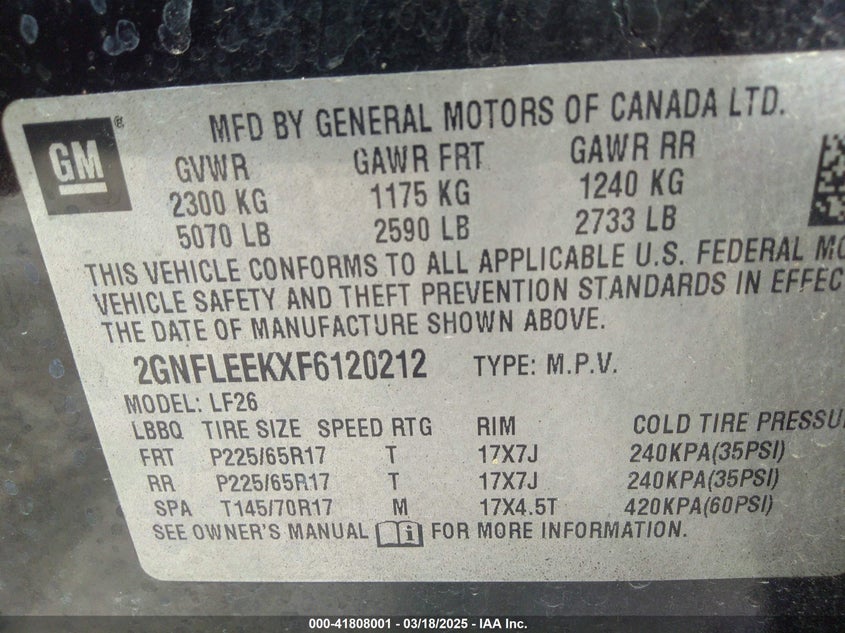 GM ®
MFD BY GENERAL MOTORS OF CANADA LTD.
GVWR GAWR FRT GAWR RR
2300 KG 1175 KG 1240 KG
5070 LB 2590 LB 2733 LB
THIS VEHICLE CONFORMS TO ALL APPLICABLE U.S. FEDERAL MO
VEHICLE SAFETY AND THEFT PREVENTION STANDARDS IN EFFEC
THE DATE OF MANUFACTURE SHOWN ABOVE.
2GNFLEEKXF6120212 TYPE: M.P.V.
MODEL: LF26
LBBQ TIRE SIZE SPEED RTG RIM COLD TIRE PRESSU
FRT P225/65R17 T 17X7J 240KPA(35PSI)
RR P225/65R17 T 17X7J 240KPA(35PSI)
SPA T145/70R17 M 17X4.5T 420KPA(60PSI)
SEE OWNER'S MANUAL i FOR MORE INFORMATION.
000-41808001 - 03/18/2025 - IAA Inc.